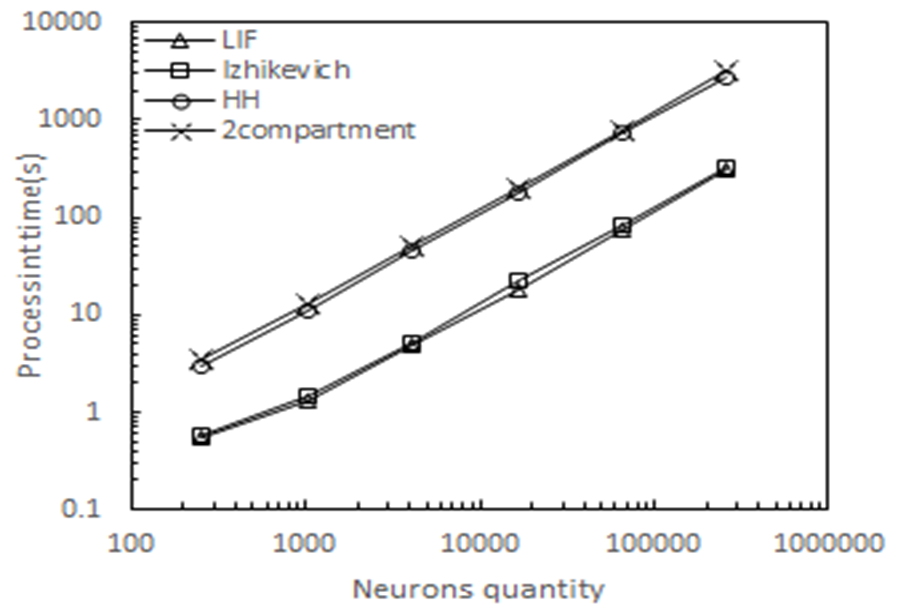 10000
1000
100
10
1
0.1
Processinttime(s)
LIF
Izhikevich
HH
2compartment
100 1000 10000 100000 1000000
Neurons quantity